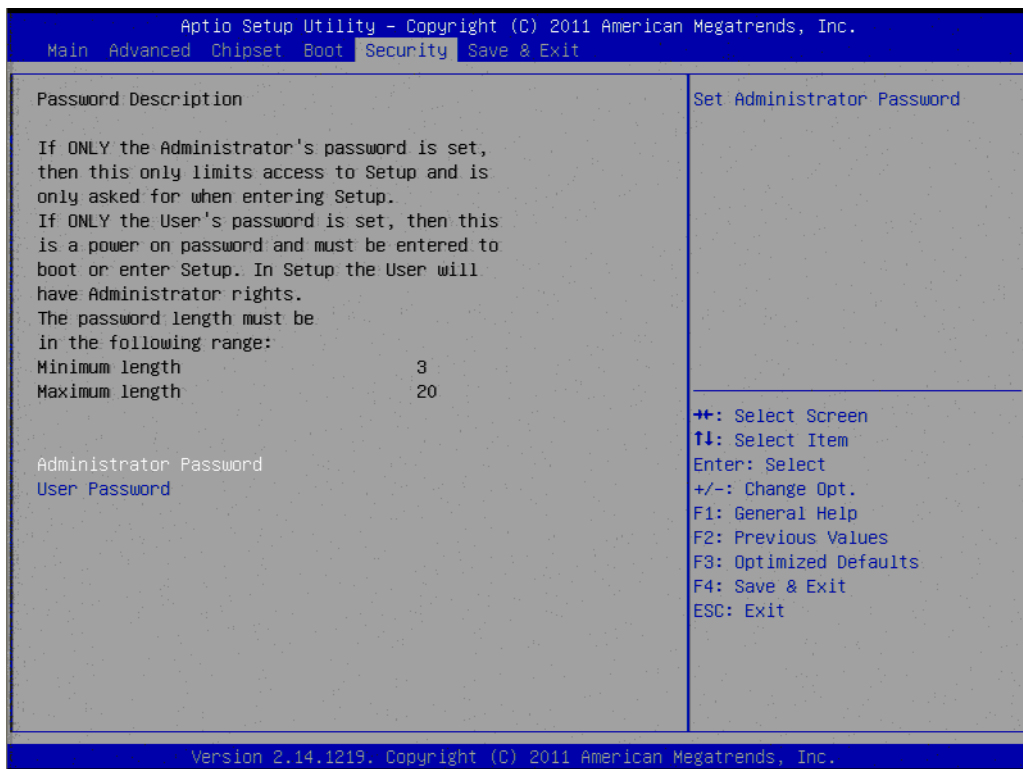 Aptio Setup Utility – Copyright (C) 2011 American Megatrends, Inc.
Main Advanced Chipset Boot Security Save & Exit
Password Description
If ONLY the Administrator's password is set,
then this only limits access to Setup and is
only asked for when entering Setup.
If ONLY the User's password is set, then this
is a power on password and must be entered to
boot or enter Setup. In Setup the User will
have Administrator rights.
The password length must be
in the following range:
Minimum length 3
Maximum length 20
Administrator Password
User Password
Set Administrator Password
→←: Select Screen
↑↓: Select Item
Enter: Select
+/-: Change Opt.
F1: General Help
F2: Previous Values
F3: Optimized Defaults
F4: Save & Exit
ESC: Exit
Version 2.14.1219. Copyright (C) 2011 American Megatrends, Inc.